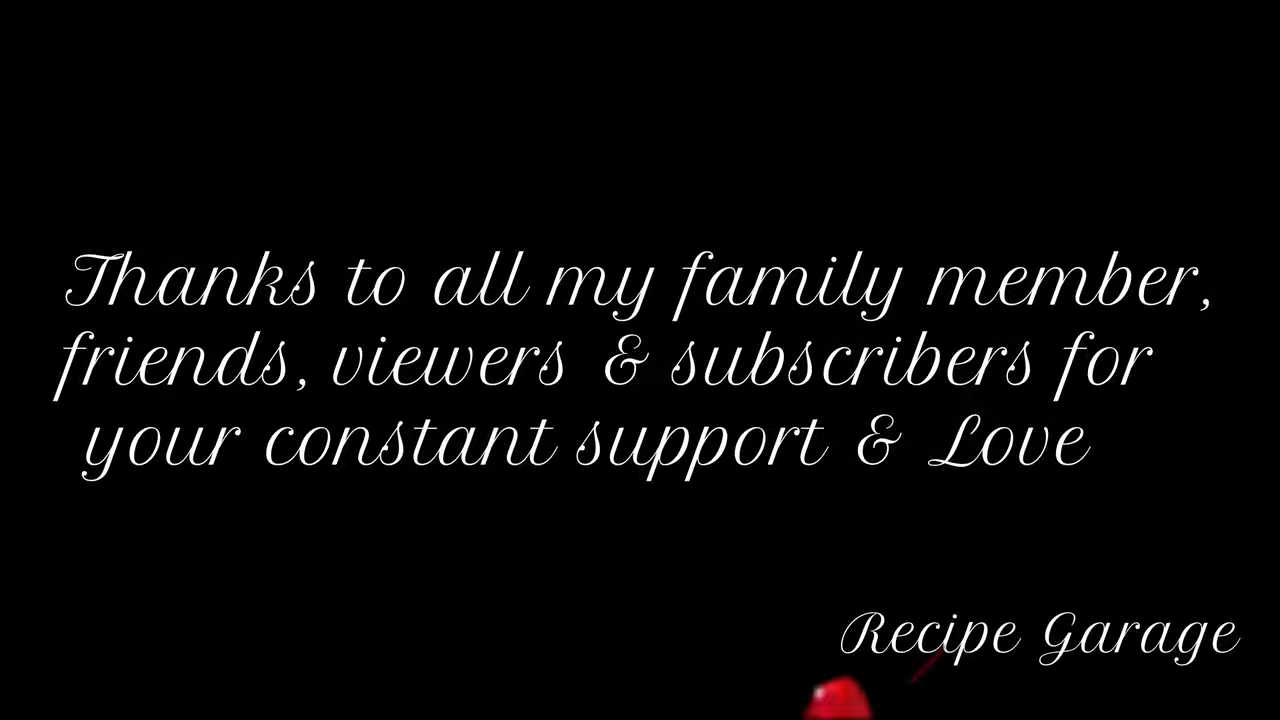 Thanks to all my family member,
friends, viewers & subscribers for
your constant support & Love
Recipe Garage